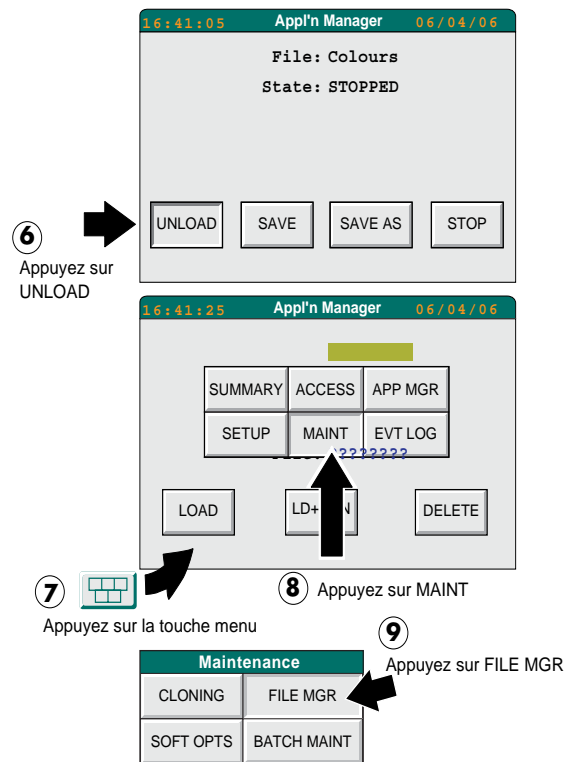 16:41:05 Appl'n Manager 06/04/06
File: Colours
State: STOPPED
UNLOAD SAVE SAVE AS STOP
6
Appuyez sur
UNLOAD
16:41:25 Appl'n Manager 06/04/06
SUMMARY ACCESS APP MGR
SETUP MAINT EVT LOG
????????
LOAD LD+ N DELETE
7
8 Appuyez sur MAINT
Appuyez sur la touche menu
9
Appuyez sur FILE MGR
Maintenance
CLONING FILE MGR
SOFT OPTS BATCH MAINT